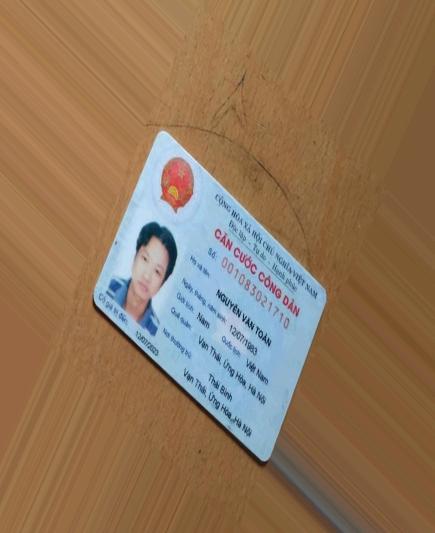 CỘNG HÒA XÃ HỘI CHỦ NGHĨA VIỆT NAM
Độc lập - Tự do - Hạnh phúc
CĂN CƯỚC CÔNG DÂN
Số: 001083021710
Họ và tên:
NGUYỄN VĂN TOÀN
Ngày, tháng, năm sinh: 12/07/1983
Giới tính: Nam Quốc tịch: Việt Nam
Quê quán: Vạn Thái, Ứng Hòa, Hà Nội
Nơi thường trú: Thái Bình
Vạn Thái, Ứng Hòa, Hà Nội
Có giá trị đến: 12/07/2023